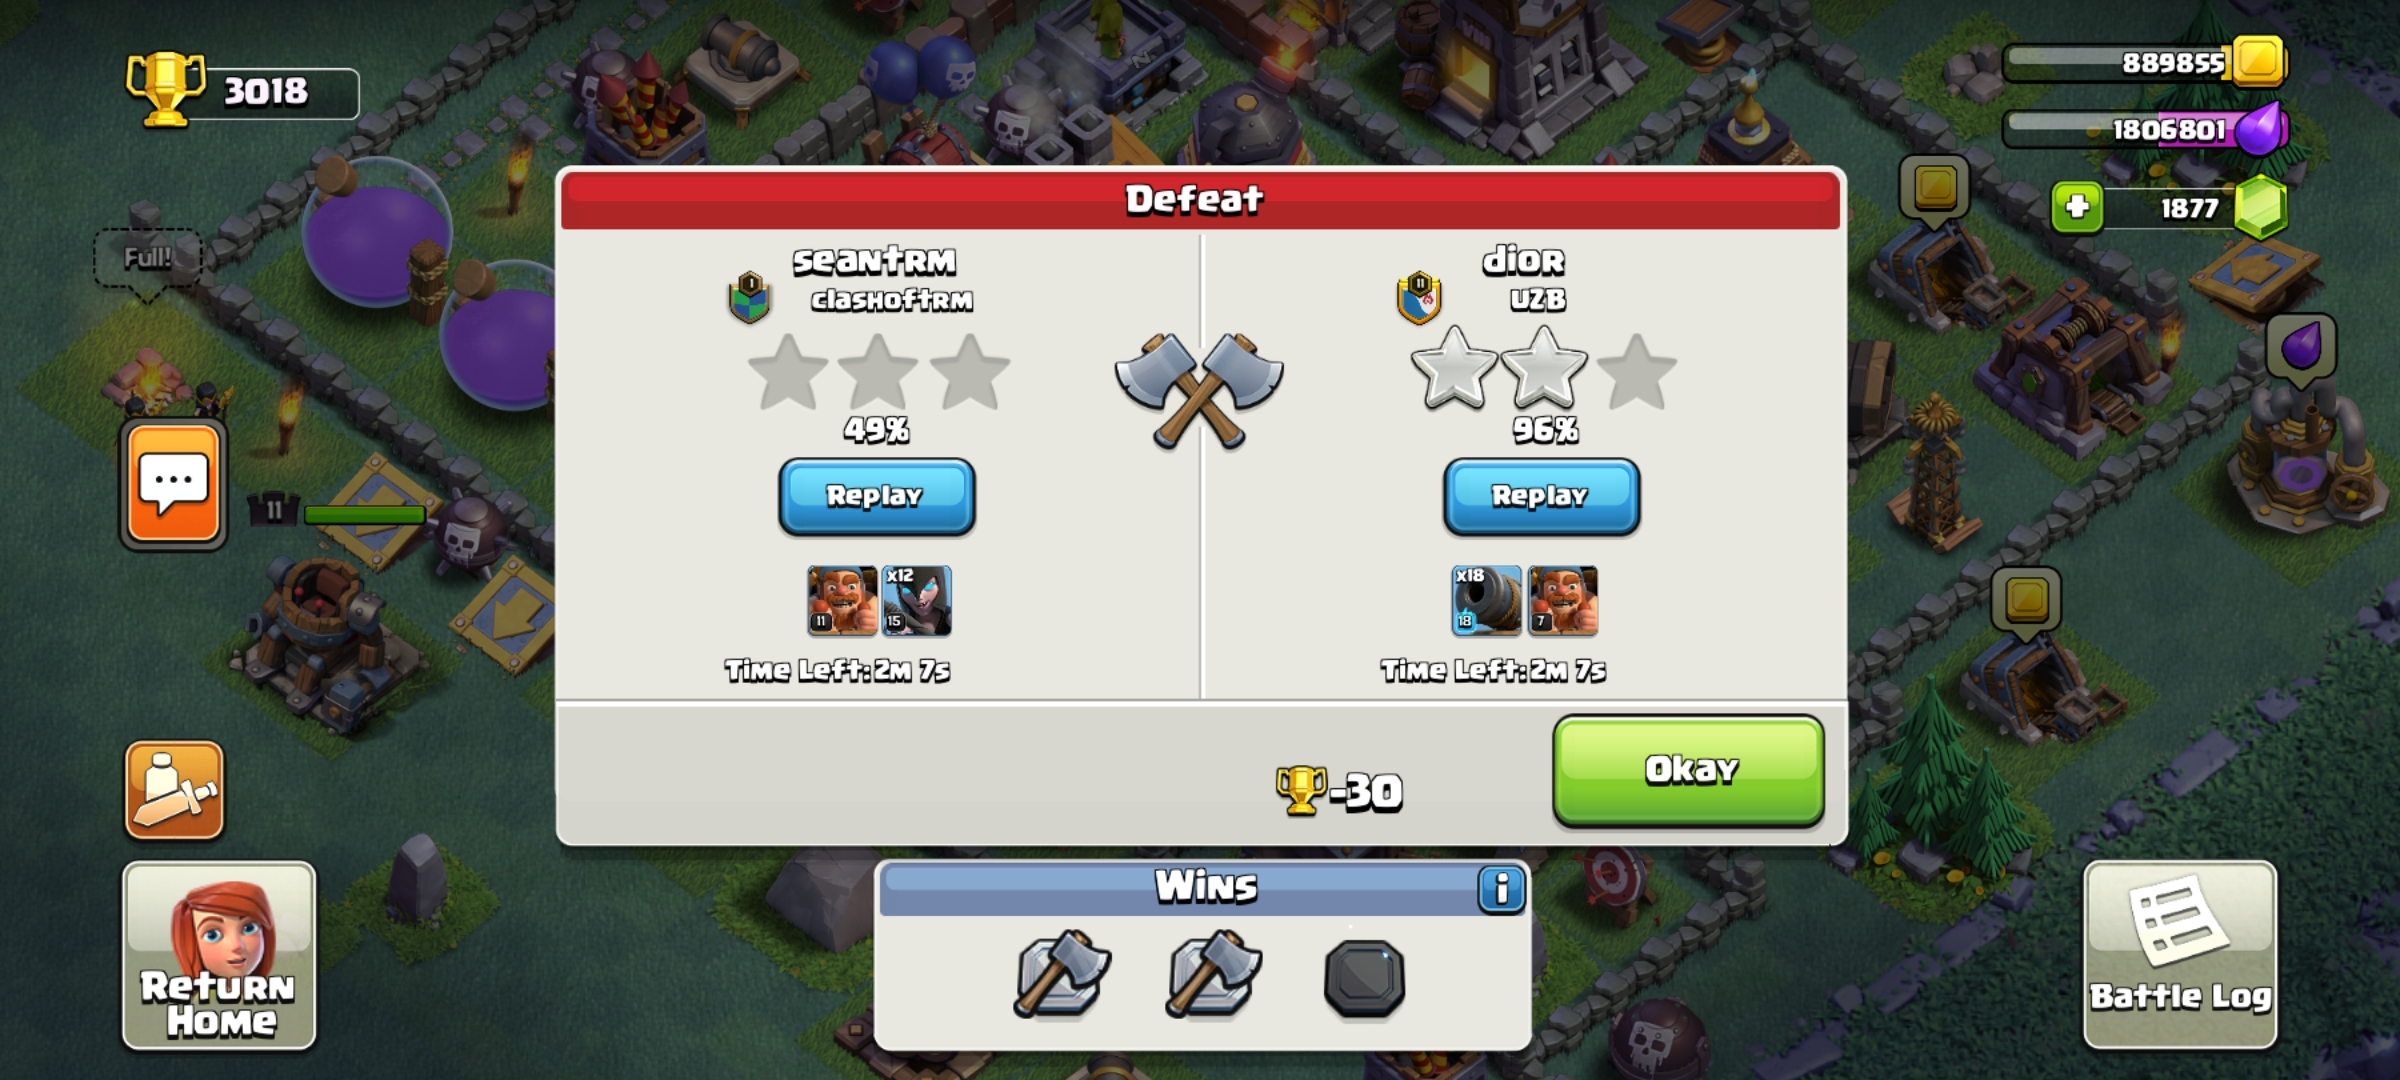 3018
889855
1806801
1877
Full!
11
Defeat
seantrm
clashoftrm
49%
Replay
11
x12
15
Time Left:2m 7s
dior
11
UZB
96%
Replay
x18
18
7
Time Left:2m 7s
-30
Okay
Wins
i
Return
Home
Battle Log